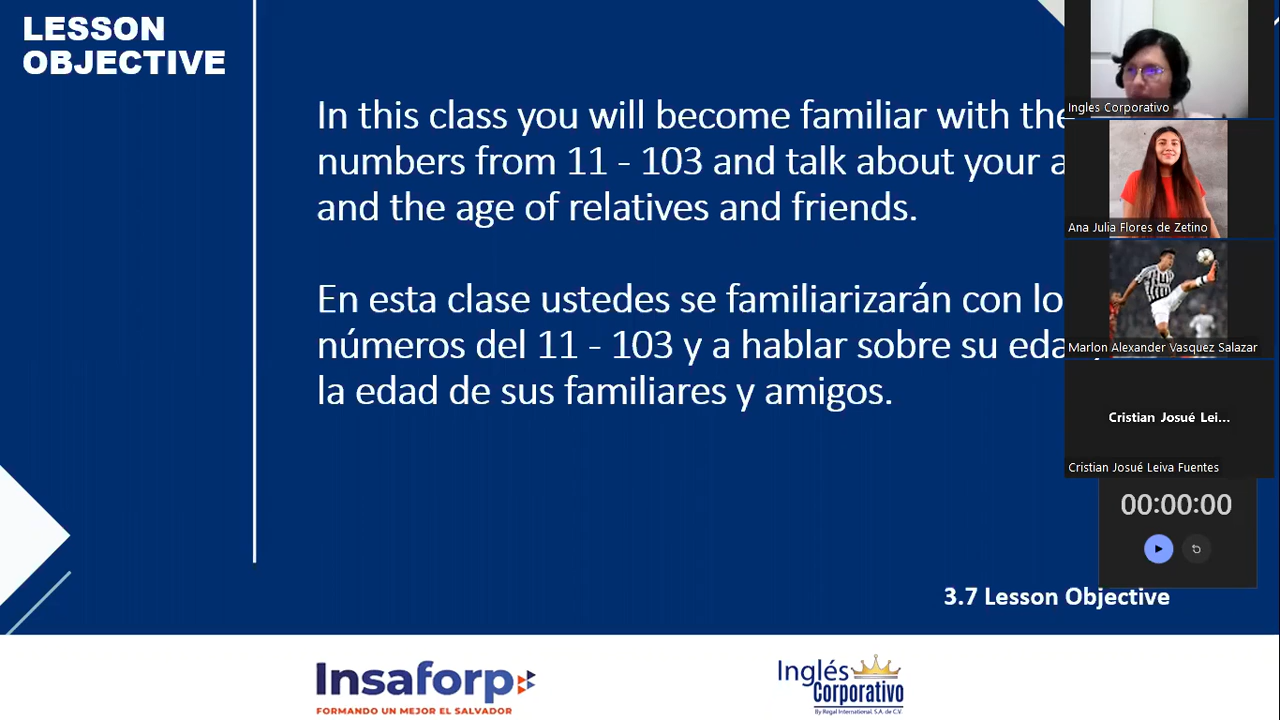 LESSON
OBJECTIVE
In this class you will become familiar with the
numbers from 11 - 103 and talk about your a
and the age of relatives and friends.
En esta clase ustedes se familiarizarán con lo
números del 11 - 103 y a hablar sobre su eda
la edad de sus familiares y amigos.
3.7 Lesson Objective
Insaforp
FORMANDO UN MEJOR EL SALVADOR
Inglés
Corporativo
By Regal International, S.A. de C.V.
Ingles Corporativo
Ana Julia Flores de Zetino
Marlon Alexander Vasquez Salazar
Cristian Josué Lei...
Cristian Josué Leiva Fuentes
00:00:00